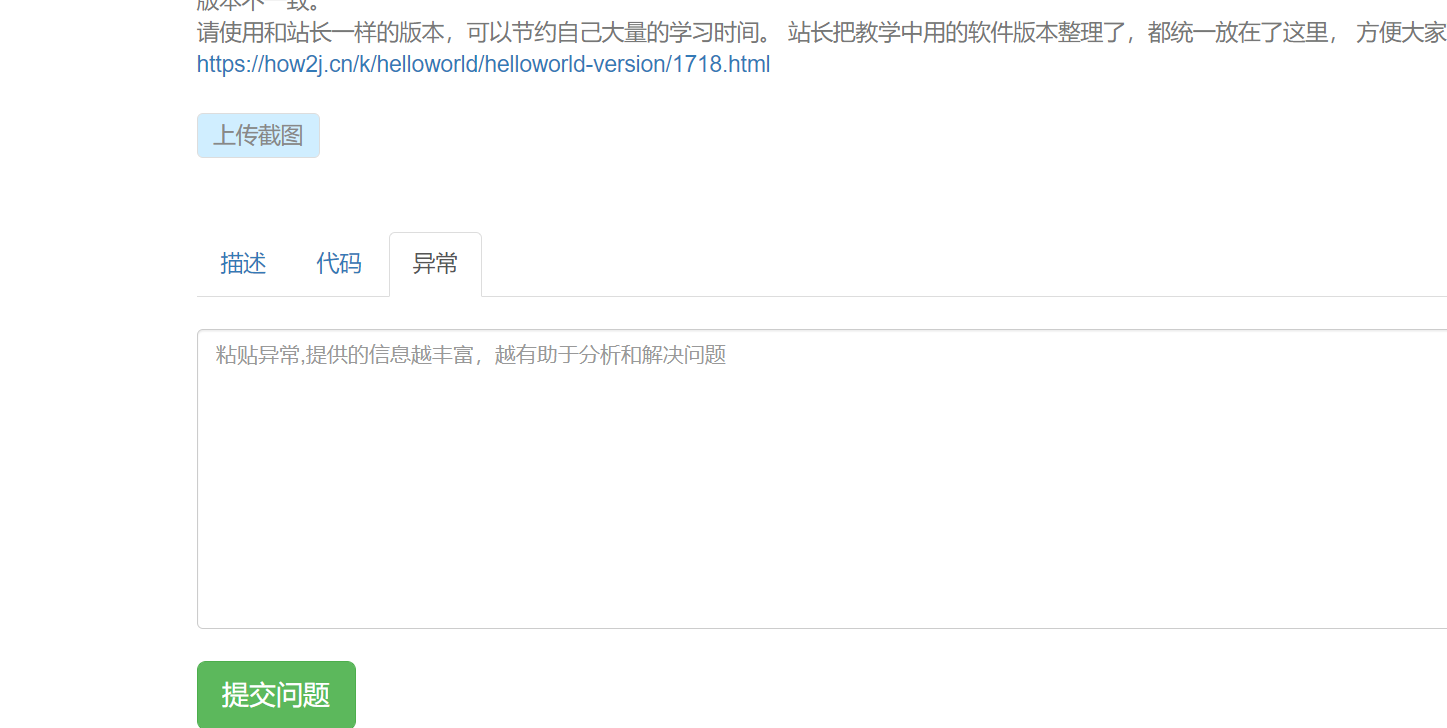 版本不一致。
请使用和站长一样的版本，可以节约自己大量的学习时间。 站长把教学中用的软件版本整理了，都统一放在了这里， 方便大家
https://how2j.cn/k/helloworld/helloworld-version/1718.html
上传截图
描述 代码 异常
粘贴异常,提供的信息越丰富，越有助于分析和解决问题
提交问题